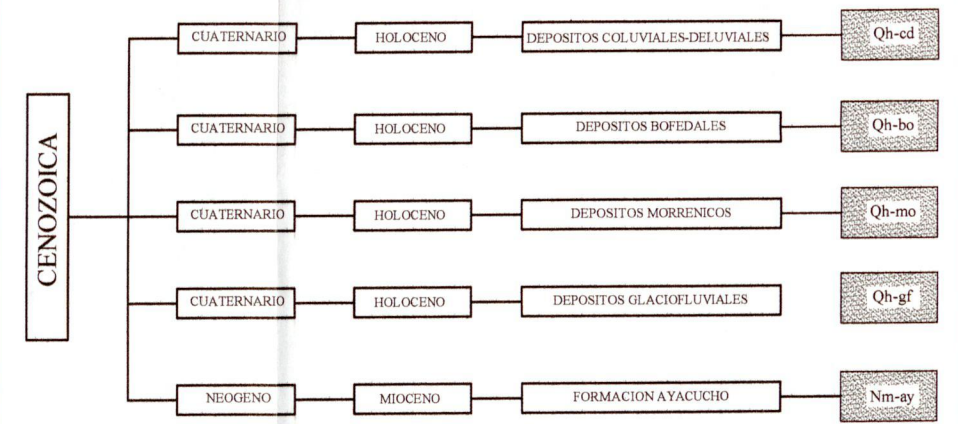 CENOZOICA
CUATERNARIO HOLOCENO DEPOSITOS COLUVIALES-DELUVIALES Qh-cd
CUATERNARIO HOLOCENO DEPOSITOS BOFEDALES Qh-bo
CUATERNARIO HOLOCENO DEPOSITOS MORRENICOS Qh-mo
CUATERNARIO HOLOCENO DEPOSITOS GLACIOFLUVIALES Qh-gf
NEOGENO MIOCENO FORMACION AYACUCHO Nm-ay